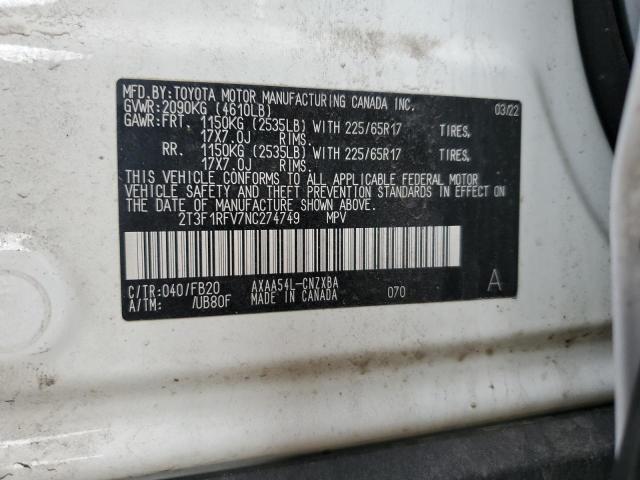 MFD.BY:TOYOTA MOTOR MANUFACTURING CANADA INC.
GVWR:2090KG (4610LB) 03/22
GAWR:FRT. 1150KG (2535LB) WITH 225/65R17 TIRES,
17X7.0J RIMS.
RR. 1150KG (2535LB) WITH 225/65R17 TIRES,
17X7.0J RIMS.
THIS VEHICLE CONFORMS TO ALL APPLICABLE FEDERAL MOTOR
VEHICLE SAFETY AND THEFT PREVENTION STANDARDS IN EFFECT ON
THE DATE OF MANUFACTURE SHOWN ABOVE.
2T3F1RFV7NC274749 MPV
C/TR:040/FB20 AXAA54L-CNZXBA 070 A
A/TM: /UB80F MADE IN CANADA